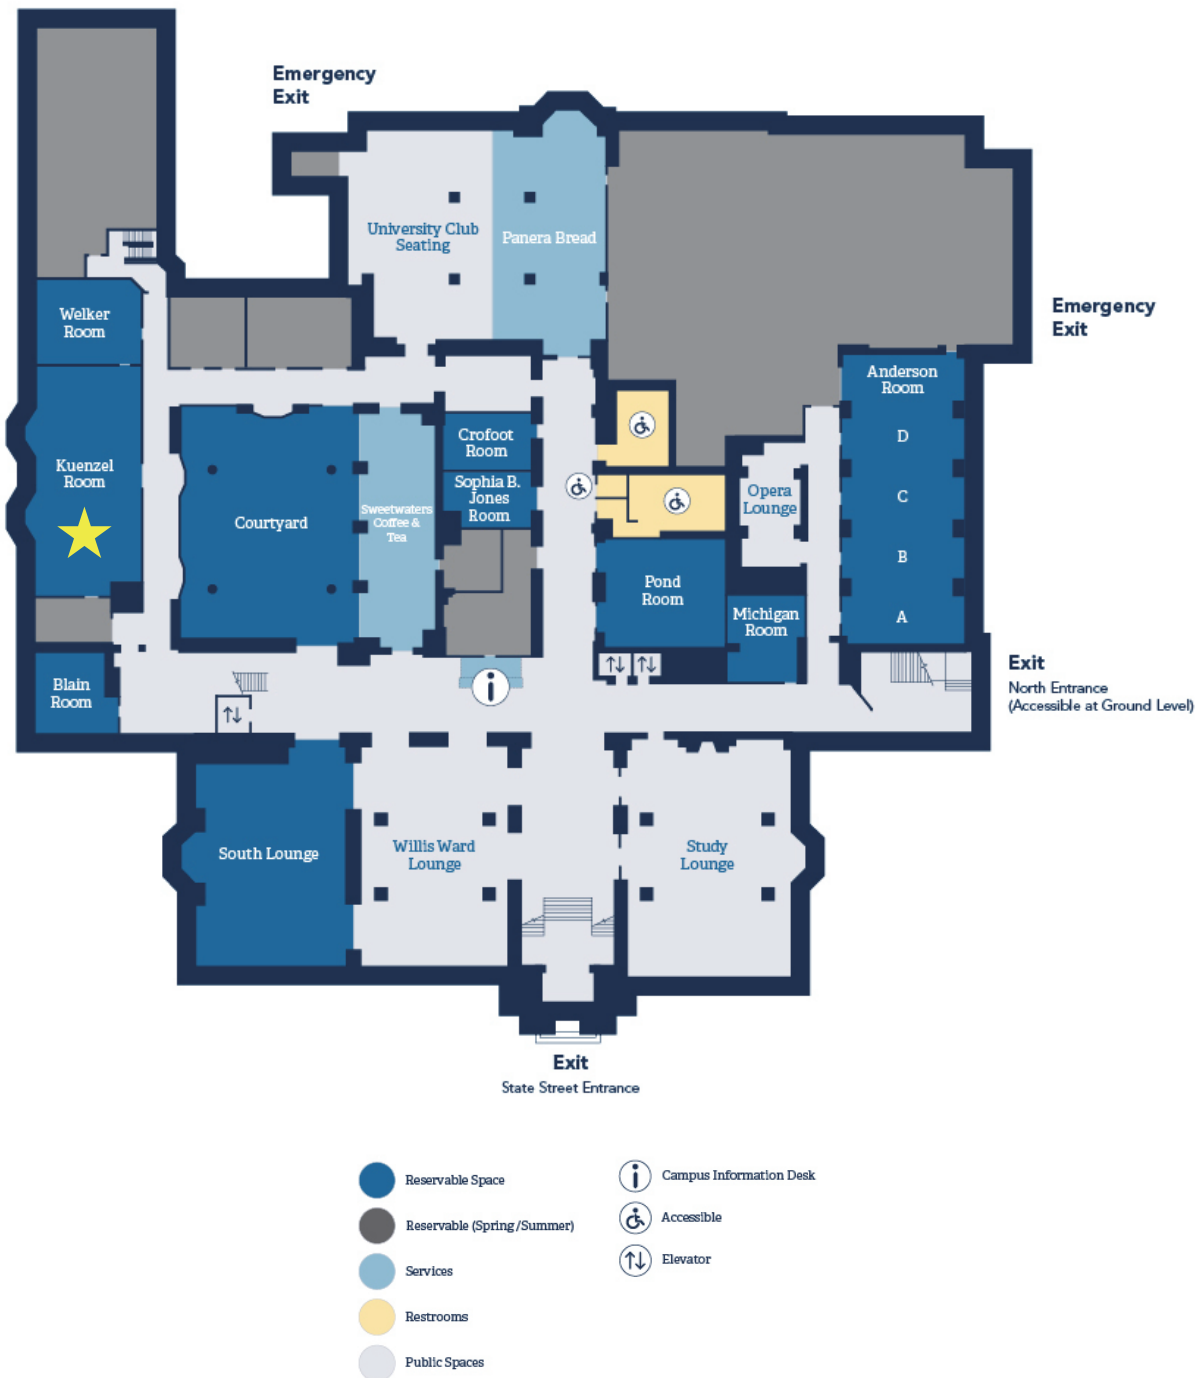 Emergency
Exit
University Club
Seating
Panera Bread
Welker
Room
Emergency
Exit
Anderson
Room
D
C
B
A
Kuenzel
Room
Crofoot
Room
Sophia B.
Jones
Room
Opera
Lounge
Courtyard
Sweetwaters
Coffee &
Tea
Pond
Room
Michigan
Room
Blain
Room
Exit
North Entrance
(Accessible at Ground Level)
South Lounge
Willis Ward
Lounge
Study
Lounge
Exit
State Street Entrance
Reservable Space
Reservable (Spring/Summer)
Services
Restrooms
Public Spaces
Campus Information Desk
Accessible
Elevator